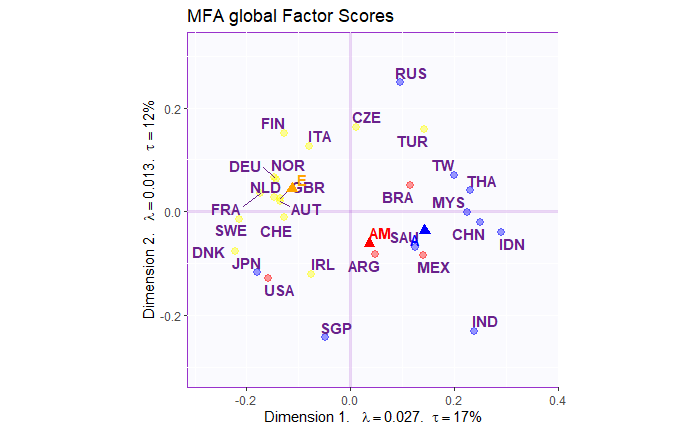 MFA global Factor Scores
RUS
FIN
CZE
ITA
TUR
DEU NOR
TW
E
THA
NLD GBR
BRA
MYS
FRA
AUT
SWE
CHE
AM
SAU
A
CHN
IDN
DNK
JPN
IRL
ARG
MEX
USA
SGP
IND
0.2
0.0
-0.2
-0.2
0.0
0.2
0.4
Dimension 2. λ = 0.013. τ = 12%
Dimension 1. λ = 0.027. τ = 17%